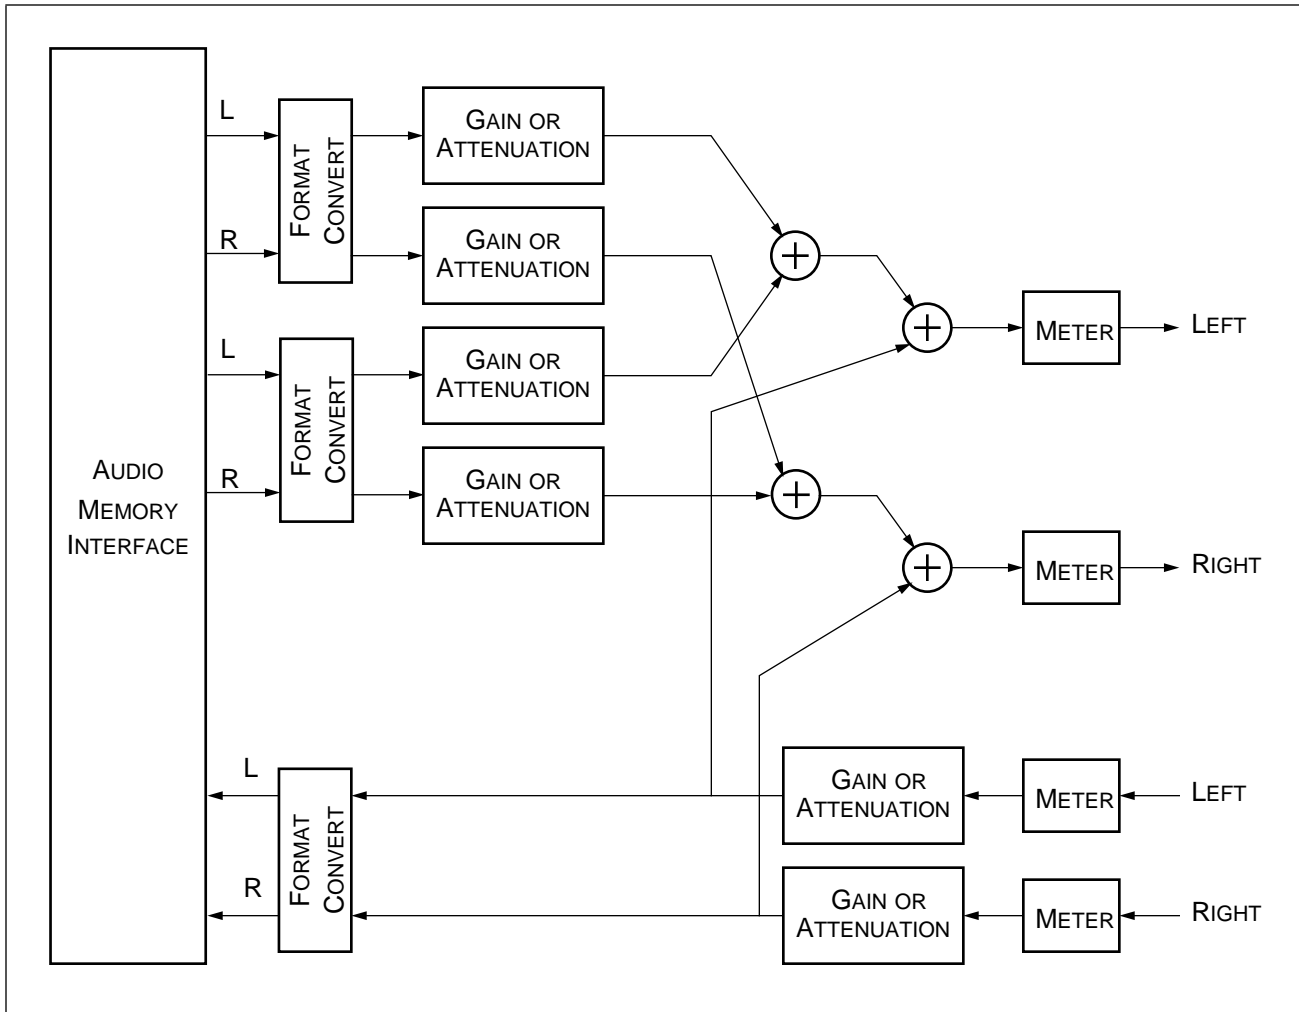 L
FORMAT
CONVERT
GAIN OR
ATTENUATION
R
GAIN OR
ATTENUATION
L
FORMAT
CONVERT
GAIN OR
ATTENUATION
R
GAIN OR
ATTENUATION
+
+
+
+
METER
LEFT
METER
RIGHT
AUDIO
MEMORY
INTERFACE
L
FORMAT
CONVERT
R
GAIN OR
ATTENUATION
METER
LEFT
GAIN OR
ATTENUATION
METER
RIGHT